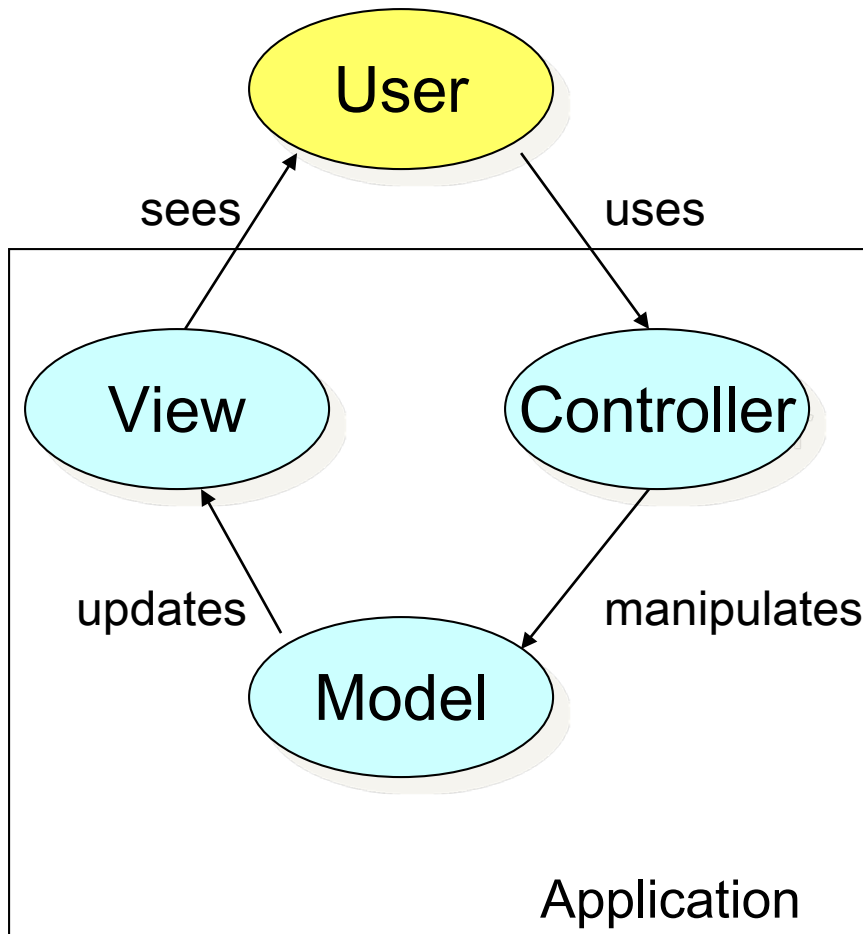 User
sees
uses
View
Controller
updates
manipulates
Model
Application